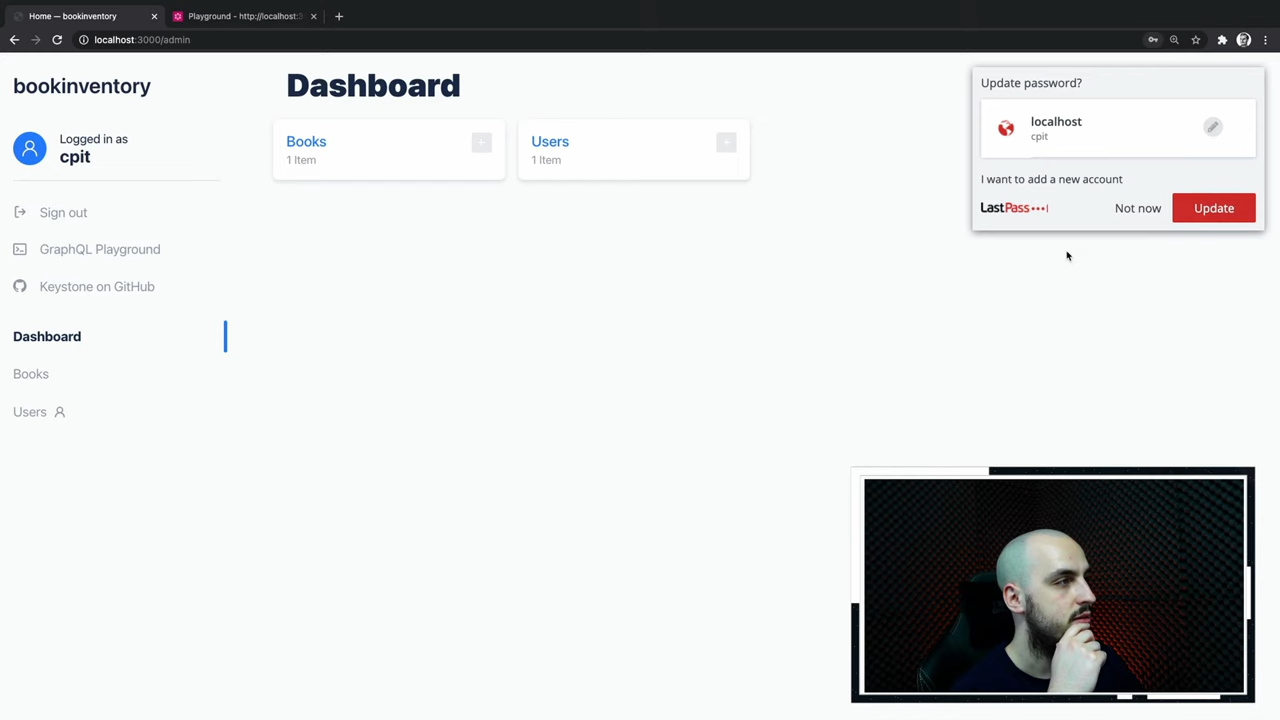 Home — bookinventory
Playground - http://localhost:3
localhost:3000/admin
bookinventory
Logged in as
cpit
Sign out
GraphQL Playground
Keystone on GitHub
Dashboard
Books
Users
Dashboard
Books
1 Item
Users
1 Item
Update password?
localhost
cpit
I want to add a new account
LastPass
Not now
Update